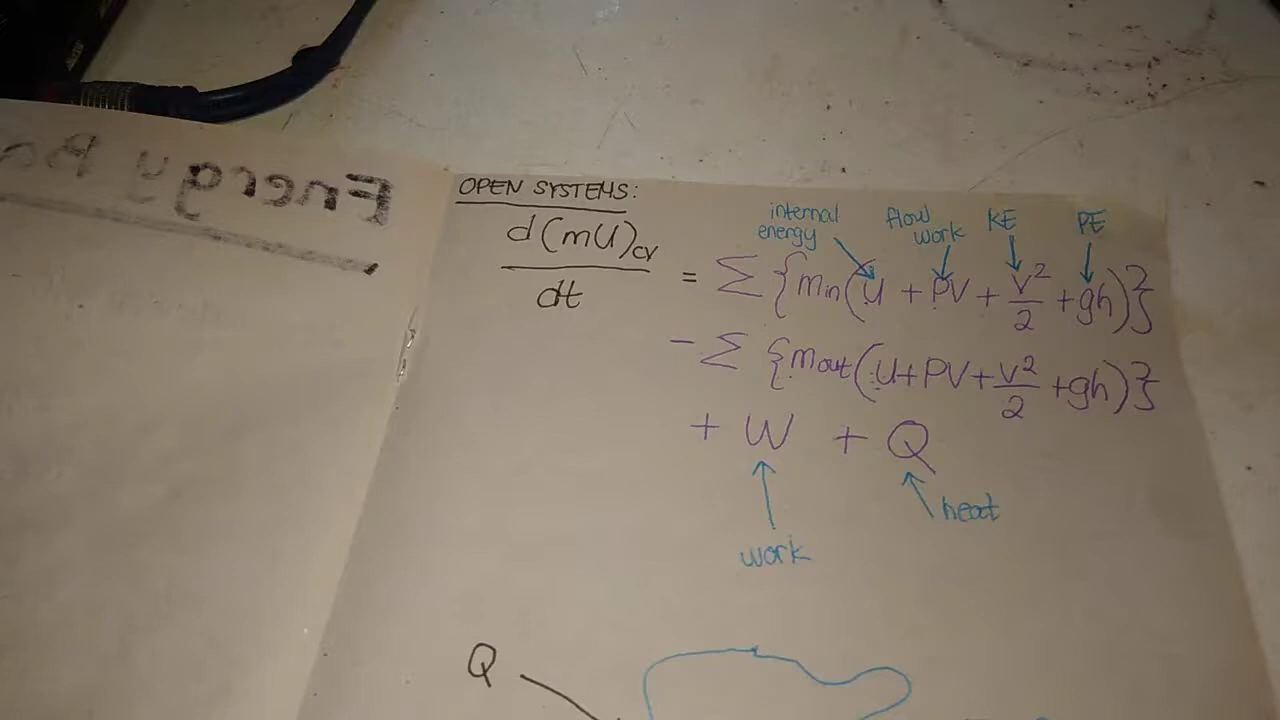 Energy
OPEN SYSTEMS:
internal energy
flow work
KE
PE
d(mU)cv
dt
= Σ {min(U + PV + v²/2 + gh)}
- Σ {mout(U + PV + v²/2 + gh)}
+ W + Q
work
heat
Q